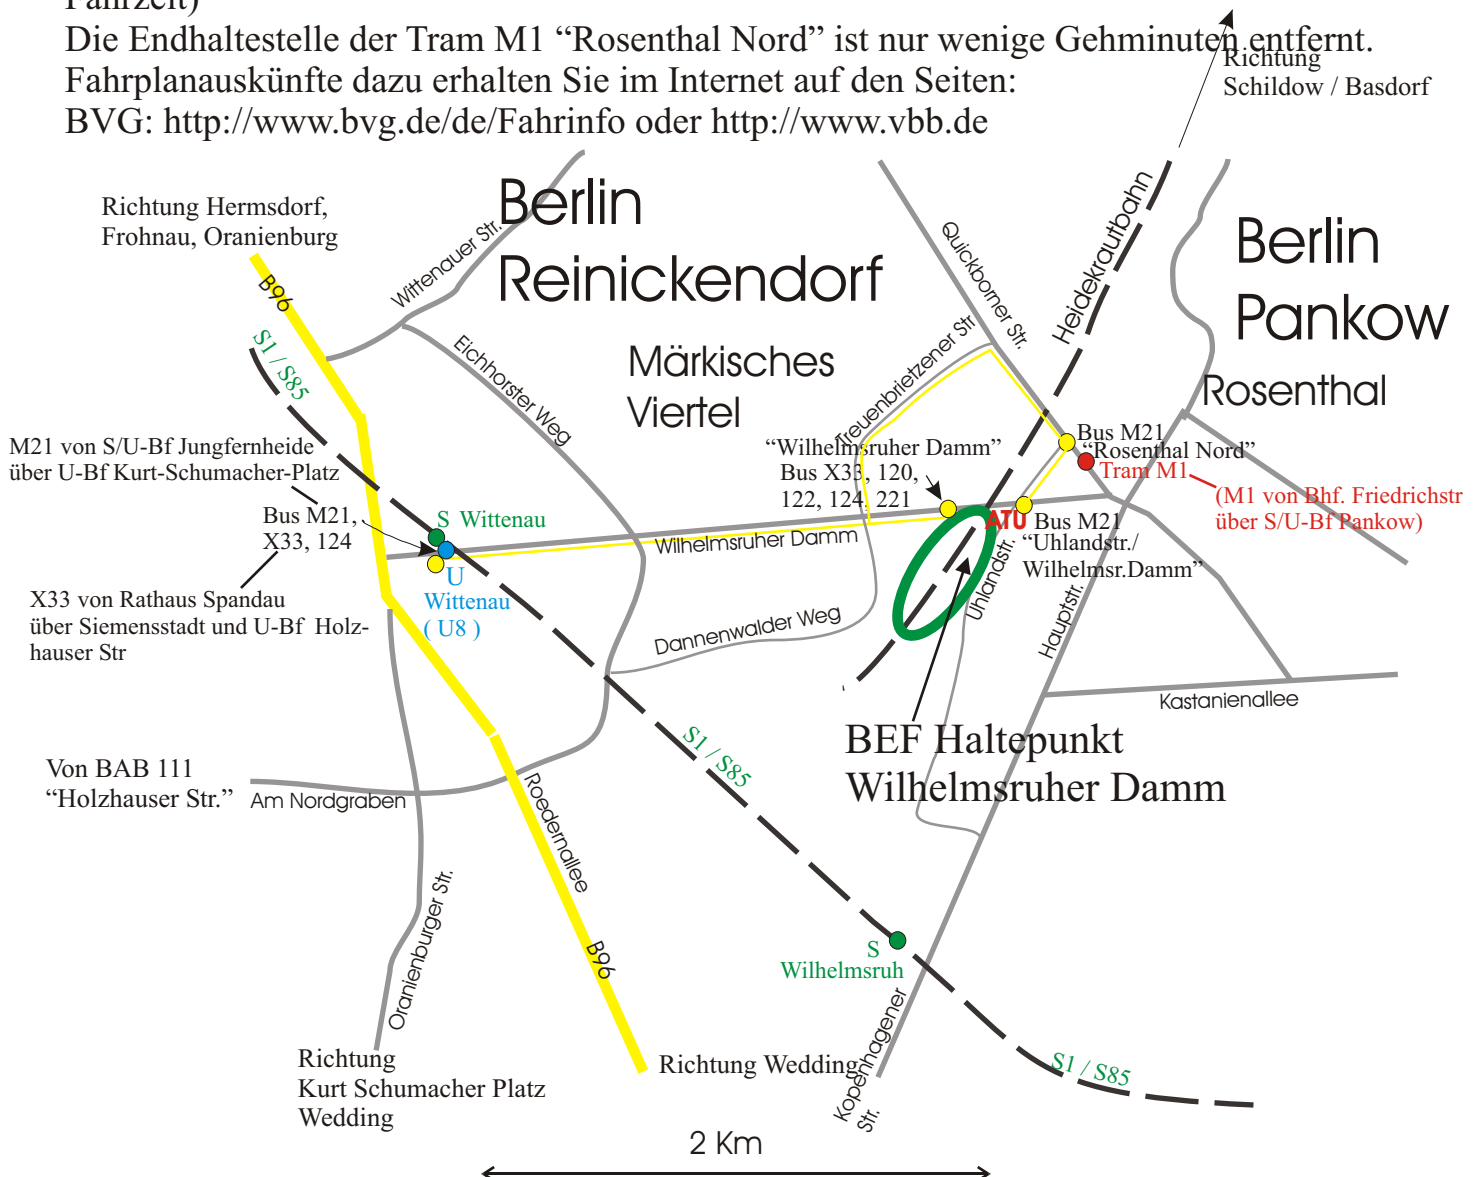 Fahrzeit)
Die Endhaltestelle der Tram M1 “Rosenthal Nord” ist nur wenige Gehminuten entfernt.
Fahrplanauskünfte dazu erhalten Sie im Internet auf den Seiten:
BVG: http://www.bvg.de/de/Fahrinfo oder http://www.vbb.de
Richtung
Schildow / Basdorf
Richtung Hermsdorf,
Frohnau, Oranienburg
B96
S1 / S85
Wittenauer Str.
Berlin
Reinickendorf
Eichhorster Weg
Märkisches
Viertel
Quickborner Str.
Heidekrautbahn
Berlin
Pankow
Rosenthal
Treuenbrietzener Str
“Wilhelmsruher Damm”
Bus X33, 120,
122, 124, 221
Bus M21
“Rosenthal Nord”
Tram M1
(M1 von Bhf. Friedrichstr
über S/U-Bf Pankow)
M21 von S/U-Bf Jungfernheide
über U-Bf Kurt-Schumacher-Platz
Bus M21,
X33, 124
S Wittenau
U
Wittenau
( U8 )
Wilhelmsruher Damm
ATU
Bus M21
“Uhlandstr./
Wilhelmsr.Damm”
Uhlandstr.
Hauptstr.
X33 von Rathaus Spandau
über Siemensstadt und U-Bf Holz-
hauser Str
Dannenwalder Weg
Kastanienallee
BEF Haltepunkt
Wilhelmsruher Damm
S1 / S85
Von BAB 111
“Holzhauser Str.”
Am Nordgraben
Roedernallee
Oranienburger Str.
B96
S
Wilhelmsruh
Kopenhagener
Str.
S1 / S85
Richtung
Kurt Schumacher Platz
Wedding
Richtung Wedding
2 Km